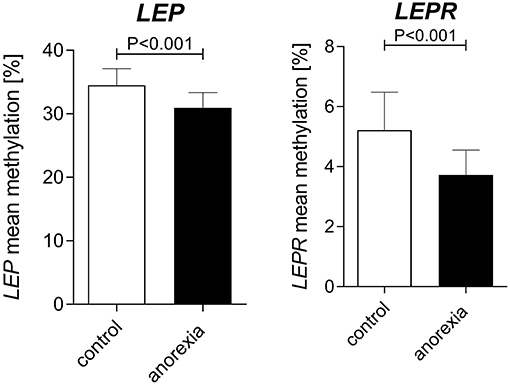 LEP
P<0.001
LEP mean methylation [%]
40
30
20
10
0
control
anorexia
LEPR
P<0.001
LEPR mean methylation [%]
8
6
4
2
0
control
anorexia